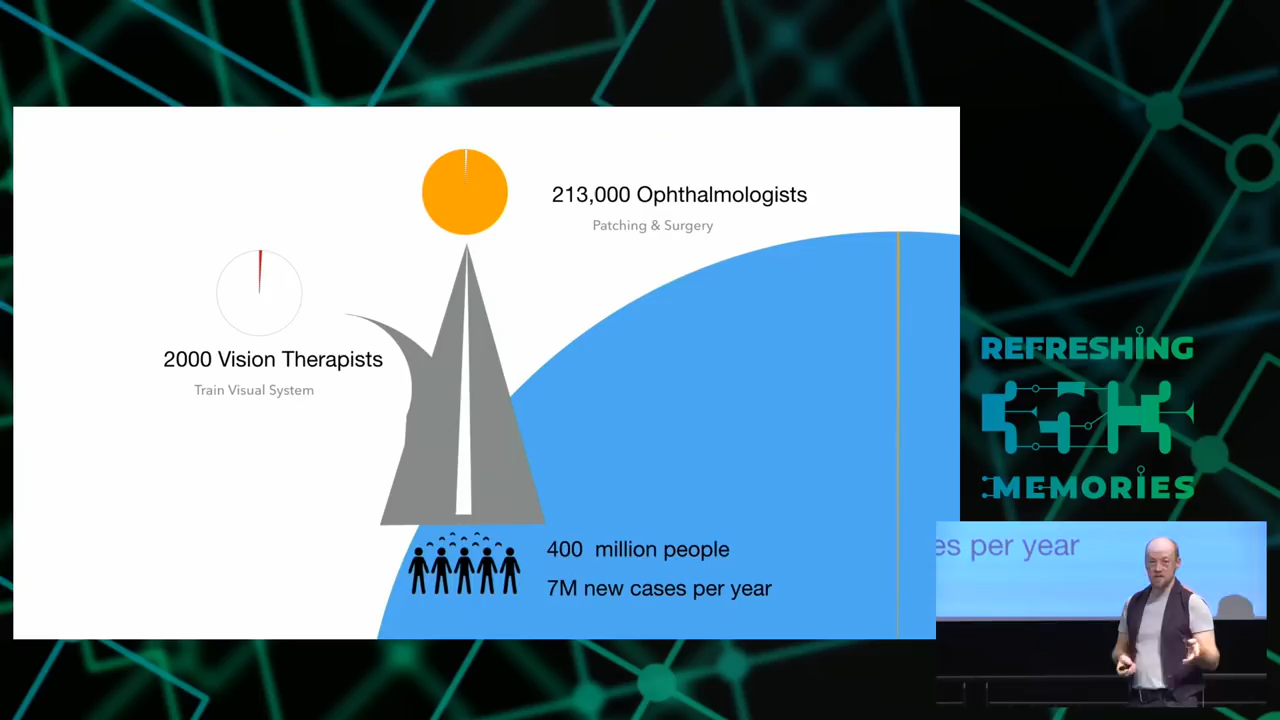 213,000 Ophthalmologists
Patching & Surgery
2000 Vision Therapists
Train Visual System
400 million people
7M new cases per year
REFRESHING
MEMORIES
es per year